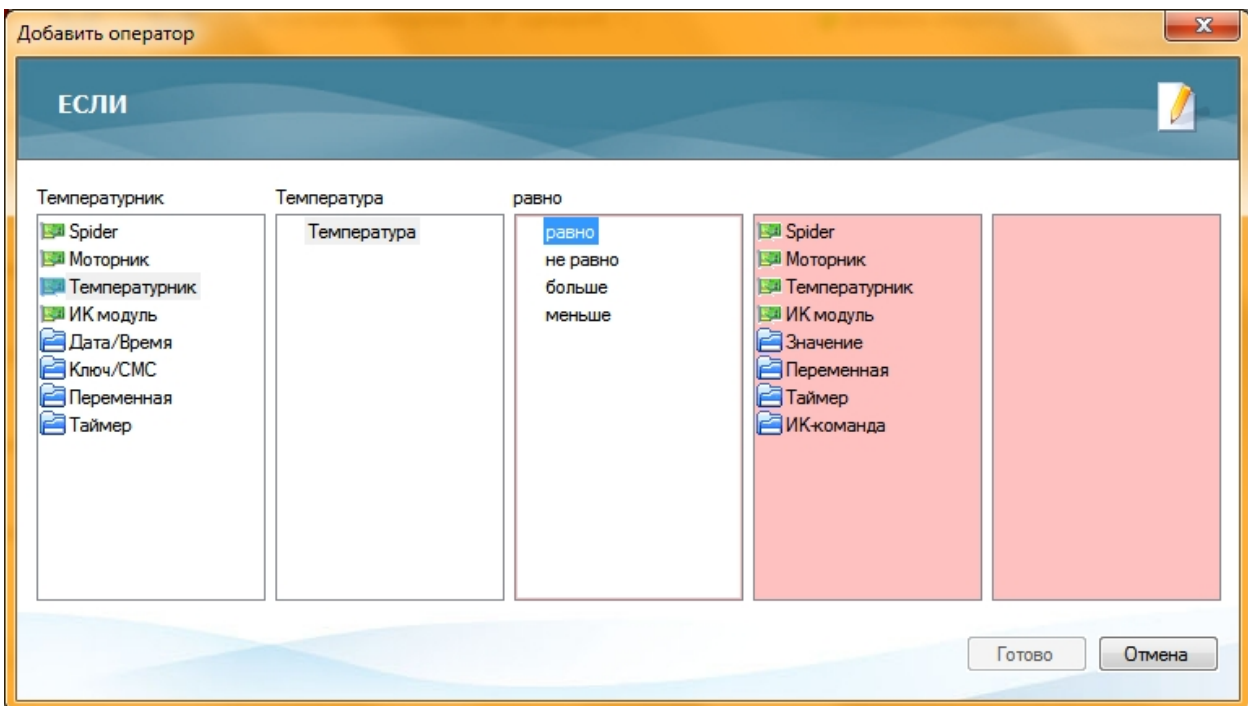 Добавить оператор
ЕСЛИ
Температурник
Температура
равно
Spider
Моторник
Температурник
ИК модуль
Дата/Время
Ключ/СМС
Переменная
Таймер
Температура
равно
не равно
больше
меньше
Spider
Моторник
Температурник
ИК модуль
Значение
Переменная
Таймер
ИК-команда
Готово
Отмена